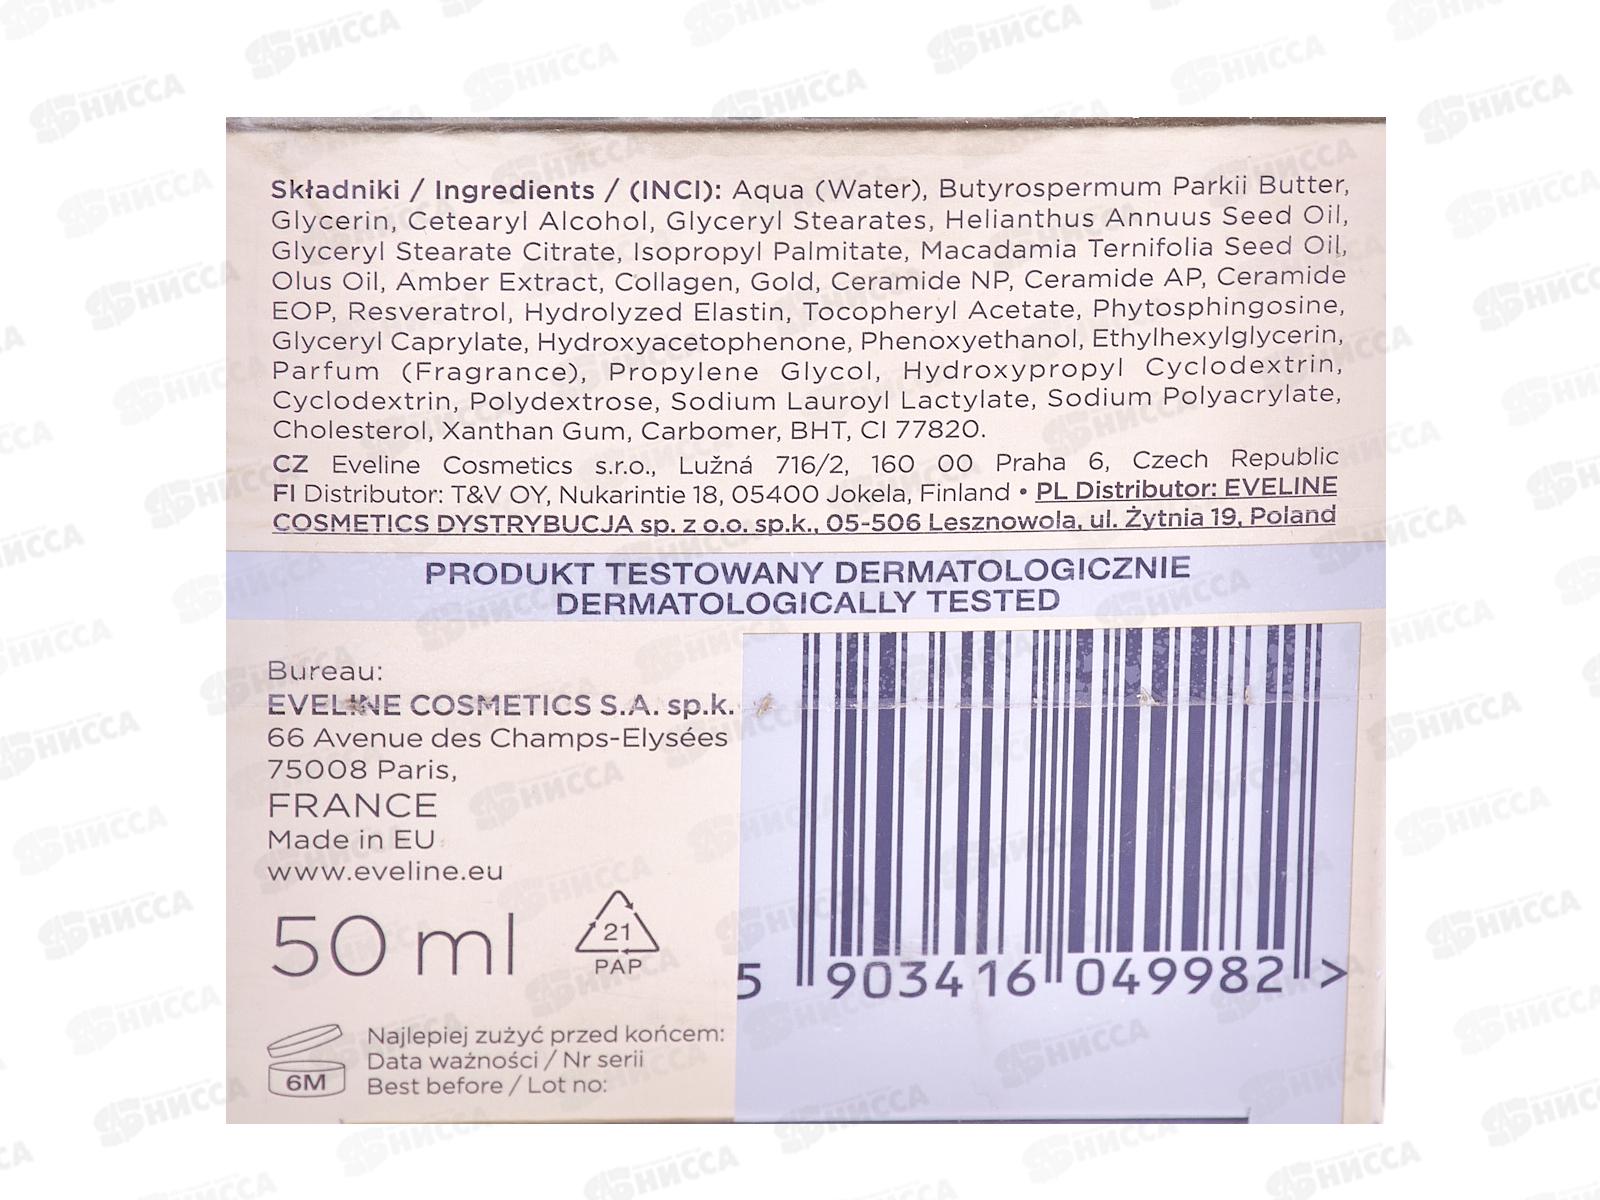 Składniki / Ingredients / (INCI): Aqua (Water), Butyrospermum Parkii Butter,
Glycerin, Cetearyl Alcohol, Glyceryl Stearates, Helianthus Annuus Seed Oil,
Glyceryl Stearate Citrate, Isopropyl Palmitate, Macadamia Ternifolia Seed Oil,
Olus Oil, Amber Extract, Collagen, Gold, Ceramide NP, Ceramide AP, Ceramide
EOP, Resveratrol, Hydrolyzed Elastin, Tocopheryl Acetate, Phytosphingosine,
Glyceryl Caprylate, Hydroxyacetophenone, Phenoxyethanol, Ethylhexylglycerin,
Parfum (Fragrance), Propylene Glycol, Hydroxypropyl Cyclodextrin,
Cyclodextrin, Polydextrose, Sodium Lauroyl Lactylate, Sodium Polyacrylate,
Cholesterol, Xanthan Gum, Carbomer, BHT, CI 77820.
CZ Eveline Cosmetics s.r.o., Lužná 716/2, 160 00 Praha 6, Czech Republic
FI Distributor: T&V OY, Nukarintie 18, 05400 Jokela, Finland • PL Distributor: EVELINE
COSMETICS DYSTRYBUCJA sp. z o.o. sp.k., 05-506 Lesznowola, ul. Żytnia 19, Poland
PRODUKT TESTOWANY DERMATOLOGICZNIE
DERMATOLOGICALLY TESTED
Bureau:
EVELINE COSMETICS S.A. sp.k.
66 Avenue des Champs-Elysées
75008 Paris,
FRANCE
Made in EU
www.eveline.eu
50 ml
21
PAP
5 903416 049982 >
6M
Najlepiej zużyć przed końcem:
Data ważności / Nr serii
Best before / Lot no:
НИССА